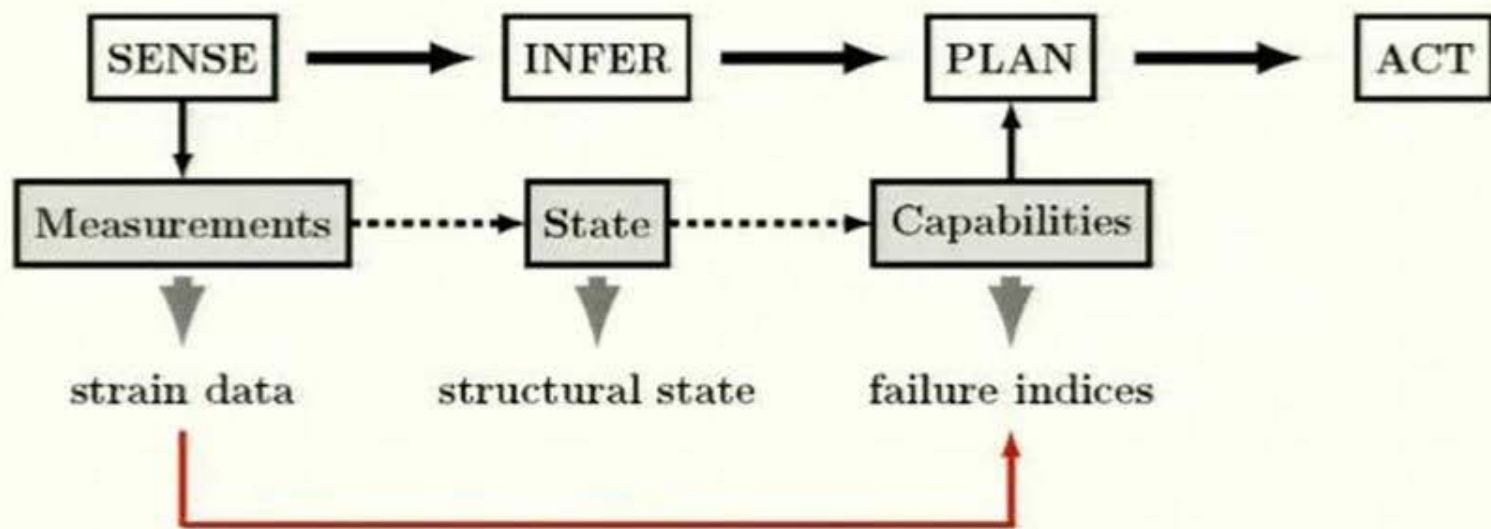 SENSE INFER PLAN ACT
Measurements State Capabilities
strain data structural state failure indices